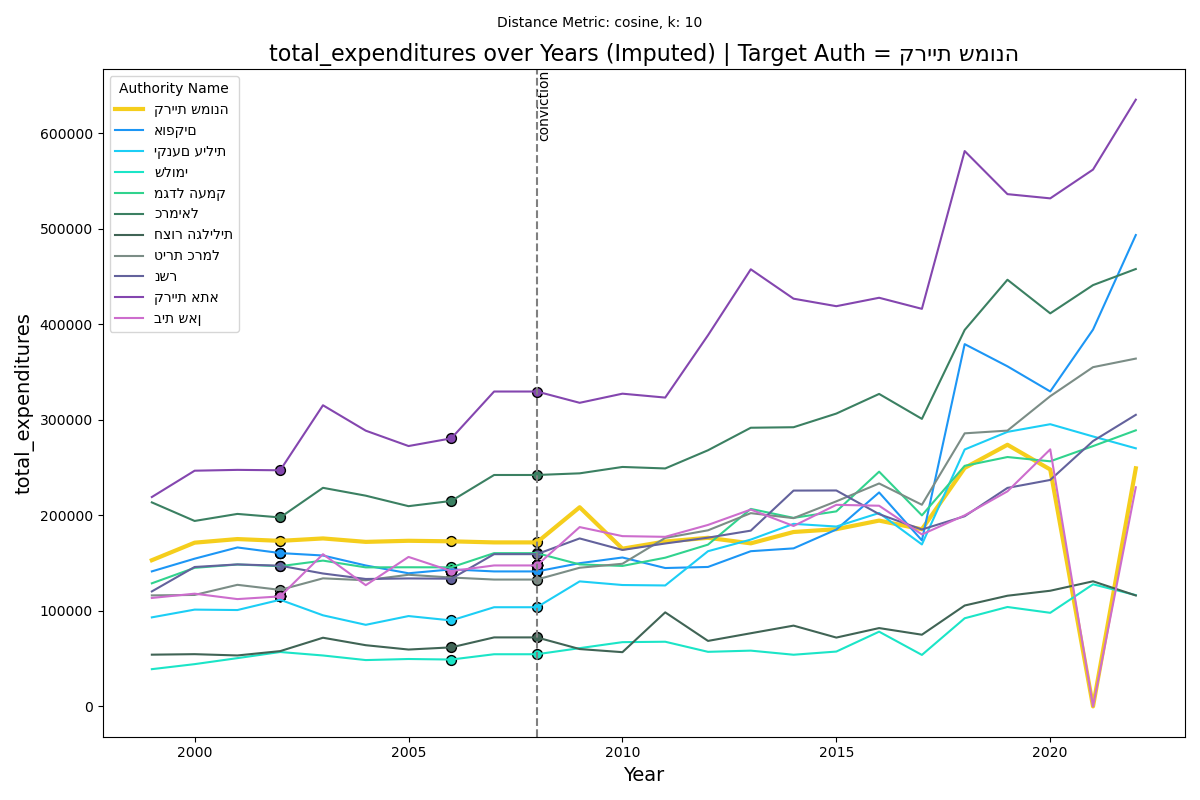 Distance Metric: cosine, k: 10
total_expenditures over Years (Imputed) | Target Auth = קריית שמונה
Authority Name
קריית שמונה
אופקים
יקנעם עילית
שלומי
מגדל העמק
כרמיאל
חצור הגלילית
טירת כרמל
נשר
קריית אתא
בית שאן
conviction
total_expenditures
600000
500000
400000
300000
200000
100000
0
2000 2005 2010 2015 2020
Year